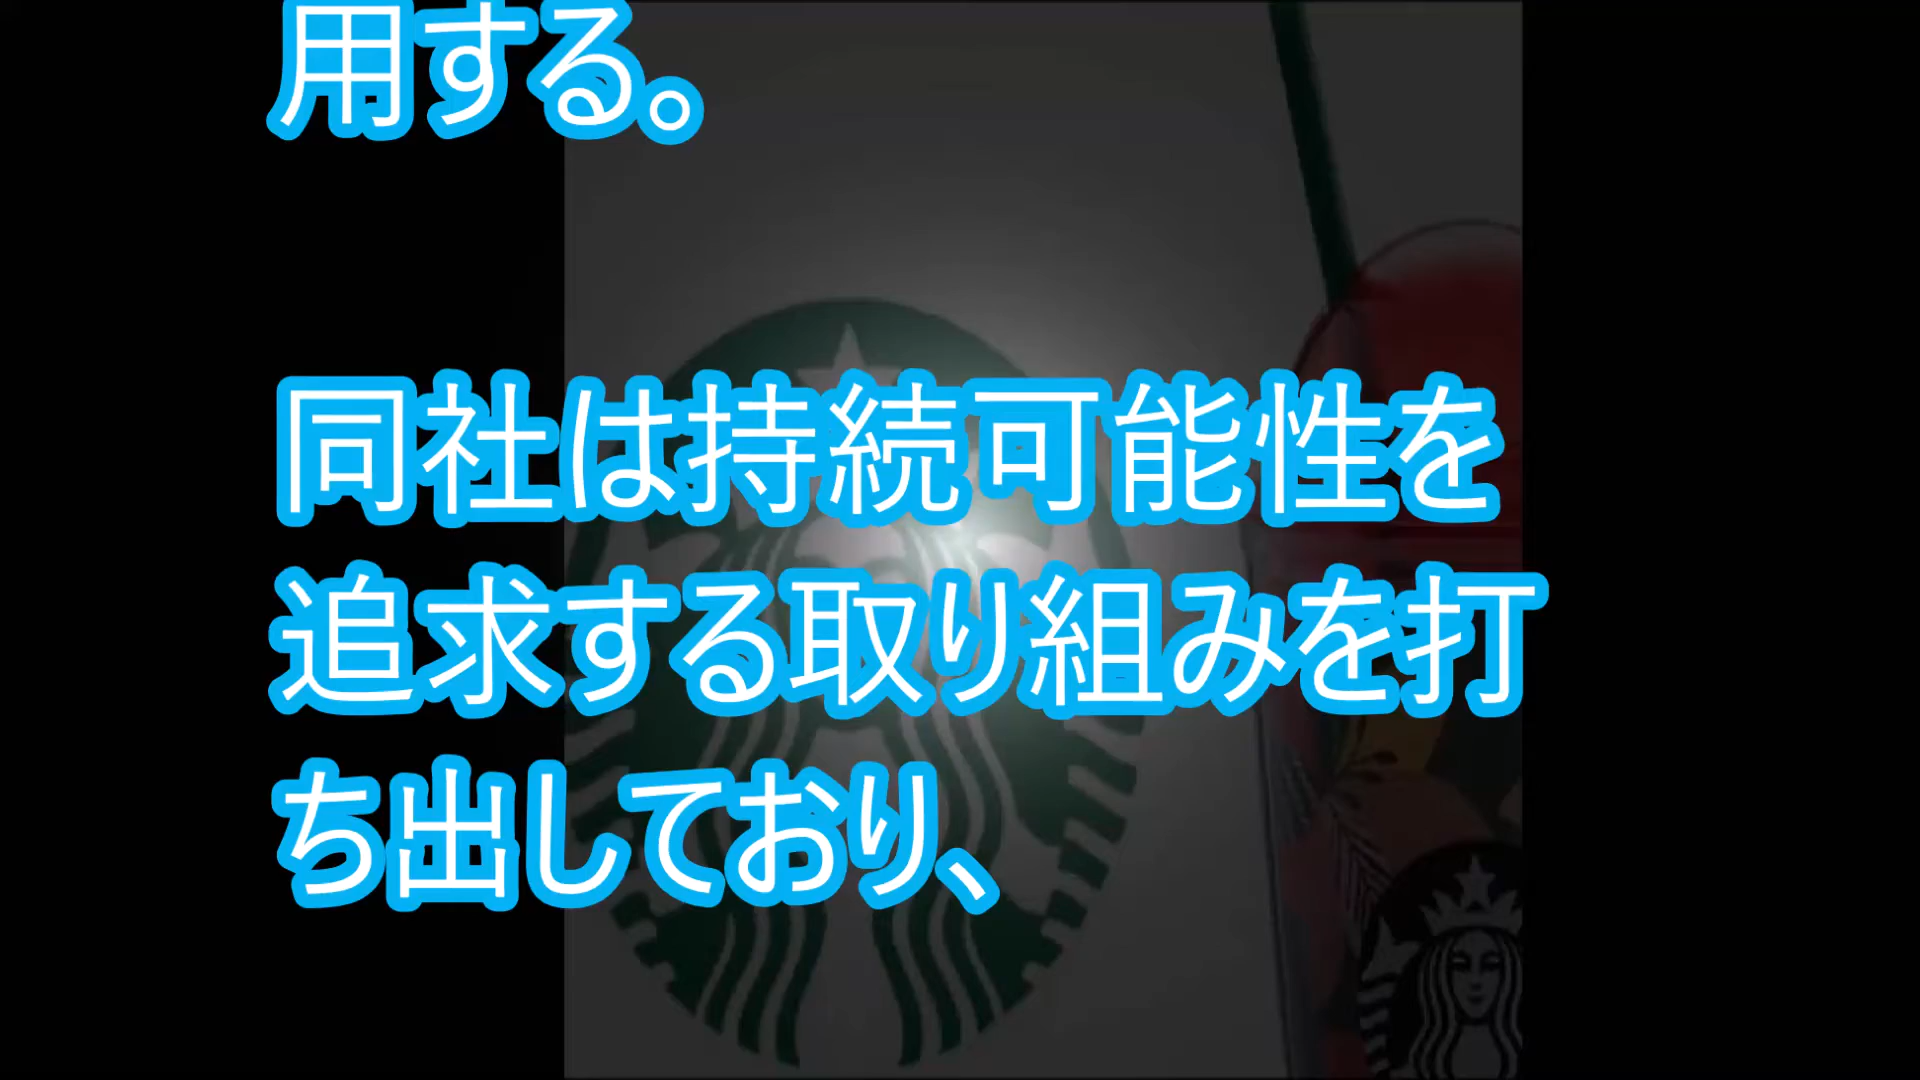 用する。
同社は持続可能性を
追求する取り組みを打
ち出しており、